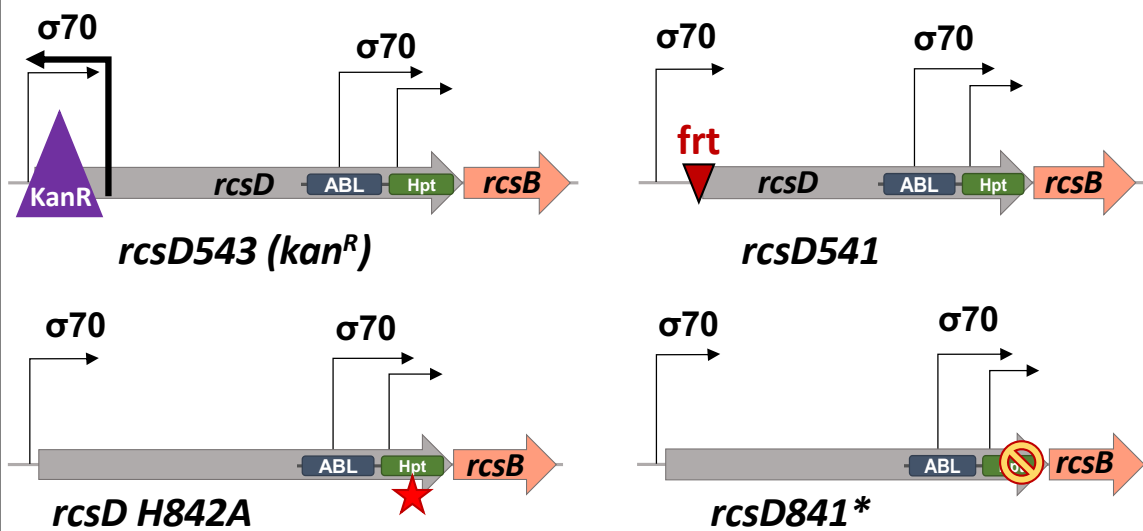 σ70
σ70
KanR
rcsD
ABL
Hpt
rcsB
rcsD543 (kanᴿ)
σ70
σ70
frt
rcsD
ABL
Hpt
rcsB
rcsD541
σ70
σ70
ABL
Hpt
rcsB
rcsD H842A
σ70
σ70
ABL
rcsB
rcsD841*